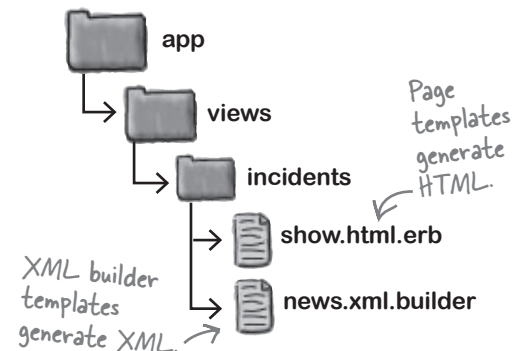 app
views
Page
templates
generate
HTML.
incidents
show.html.erb
XML builder
templates
generate XML.
news.xml.builder